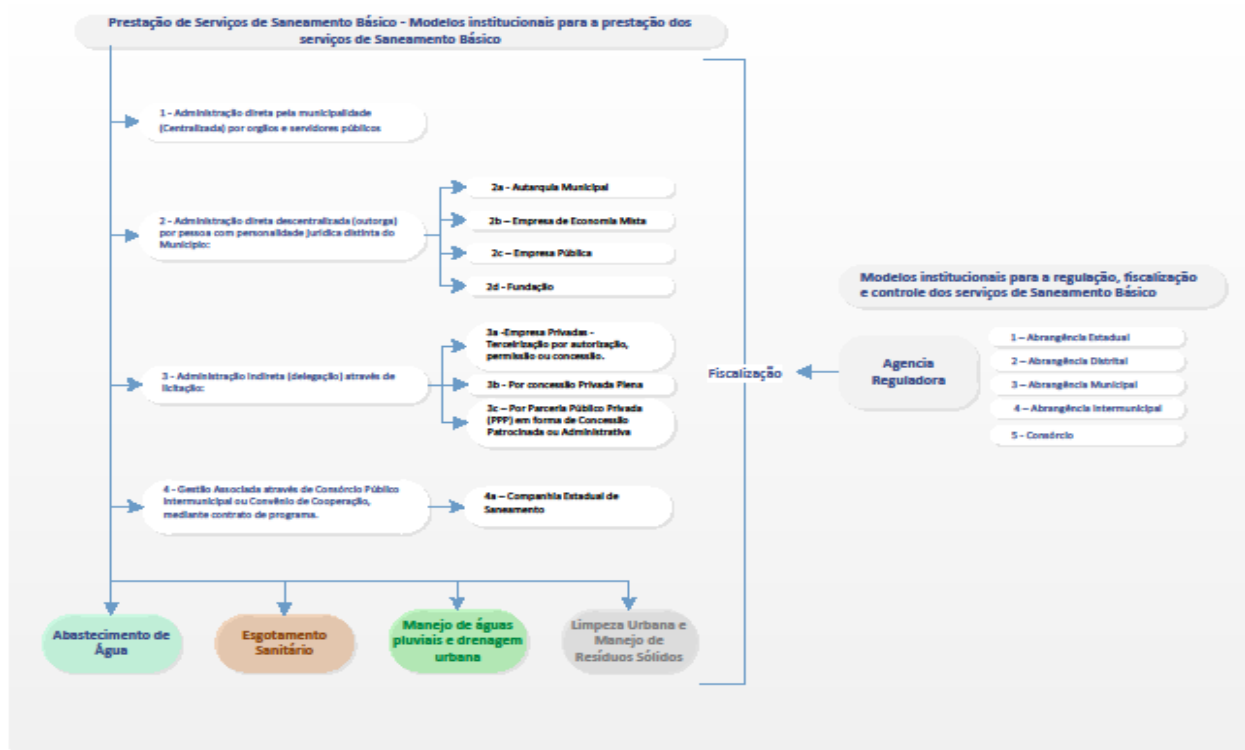 Prestação de Serviços de Saneamento Básico - Modelos institucionais para a prestação dos
serviços de Saneamento Básico
1 - Administração direta pela municipalidade
(Centralizada) por orgãos e servidores públicos
2 - Administração direta descentralizada (outorga)
por pessoa com personalidade jurídica distinta do
Município:
2a - Autarquia Municipal
2b – Empresa de Economia Mista
2c – Empresa Pública
2d - Fundação
3 - Administração indireta (delegação) através de
licitação:
3a -Empresa Privadas -
Terceirização por autorização,
permissão ou concessão.
3b - Por concessão Privada Plena
3c – Por Parceria Público Privada
(PPP) em forma de Concessão
Patrocinada ou Administrativa
4 - Gestão Associada através de Consórcio Público
Intermunicipal ou Convênio de Cooperação,
mediante contrato de programa.
4a – Companhia Estadual de
Saneamento
Abastecimento de
Água
Esgotamento
Sanitário
Manejo de águas
pluviais e drenagem
urbana
Limpeza Urbana e
Manejo de
Resíduos Sólidos
Fiscalização
Modelos institucionais para a regulação, fiscalização
e controle dos serviços de Saneamento Básico
Agencia
Reguladora
1 – Abrangência Estadual
2 – Abrangência Distrital
3 – Abrangência Municipal
4 – Abrangência Intermunicipal
5 - Consórcio